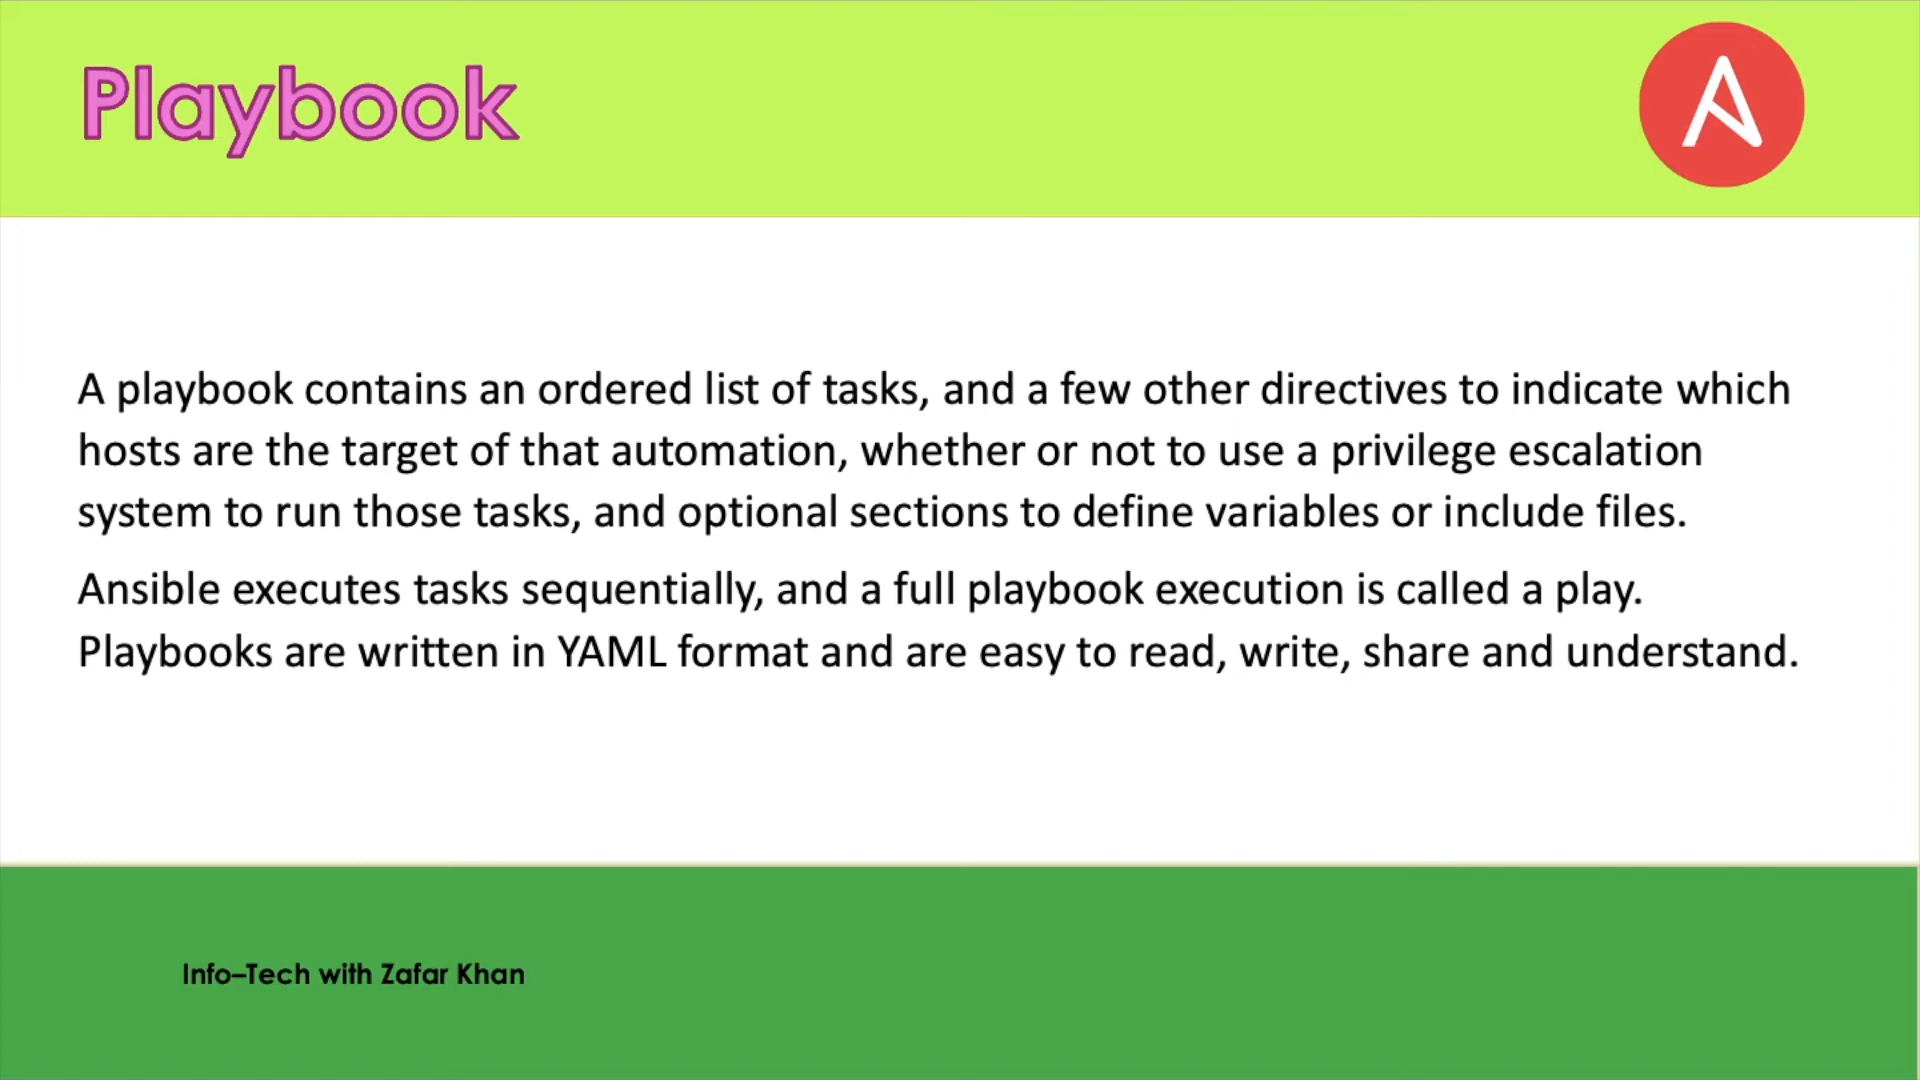 Playbook
A playbook contains an ordered list of tasks, and a few other directives to indicate which
hosts are the target of that automation, whether or not to use a privilege escalation
system to run those tasks, and optional sections to define variables or include files.
Ansible executes tasks sequentially, and a full playbook execution is called a play.
Playbooks are written in YAML format and are easy to read, write, share and understand.
Info–Tech with Zafar Khan